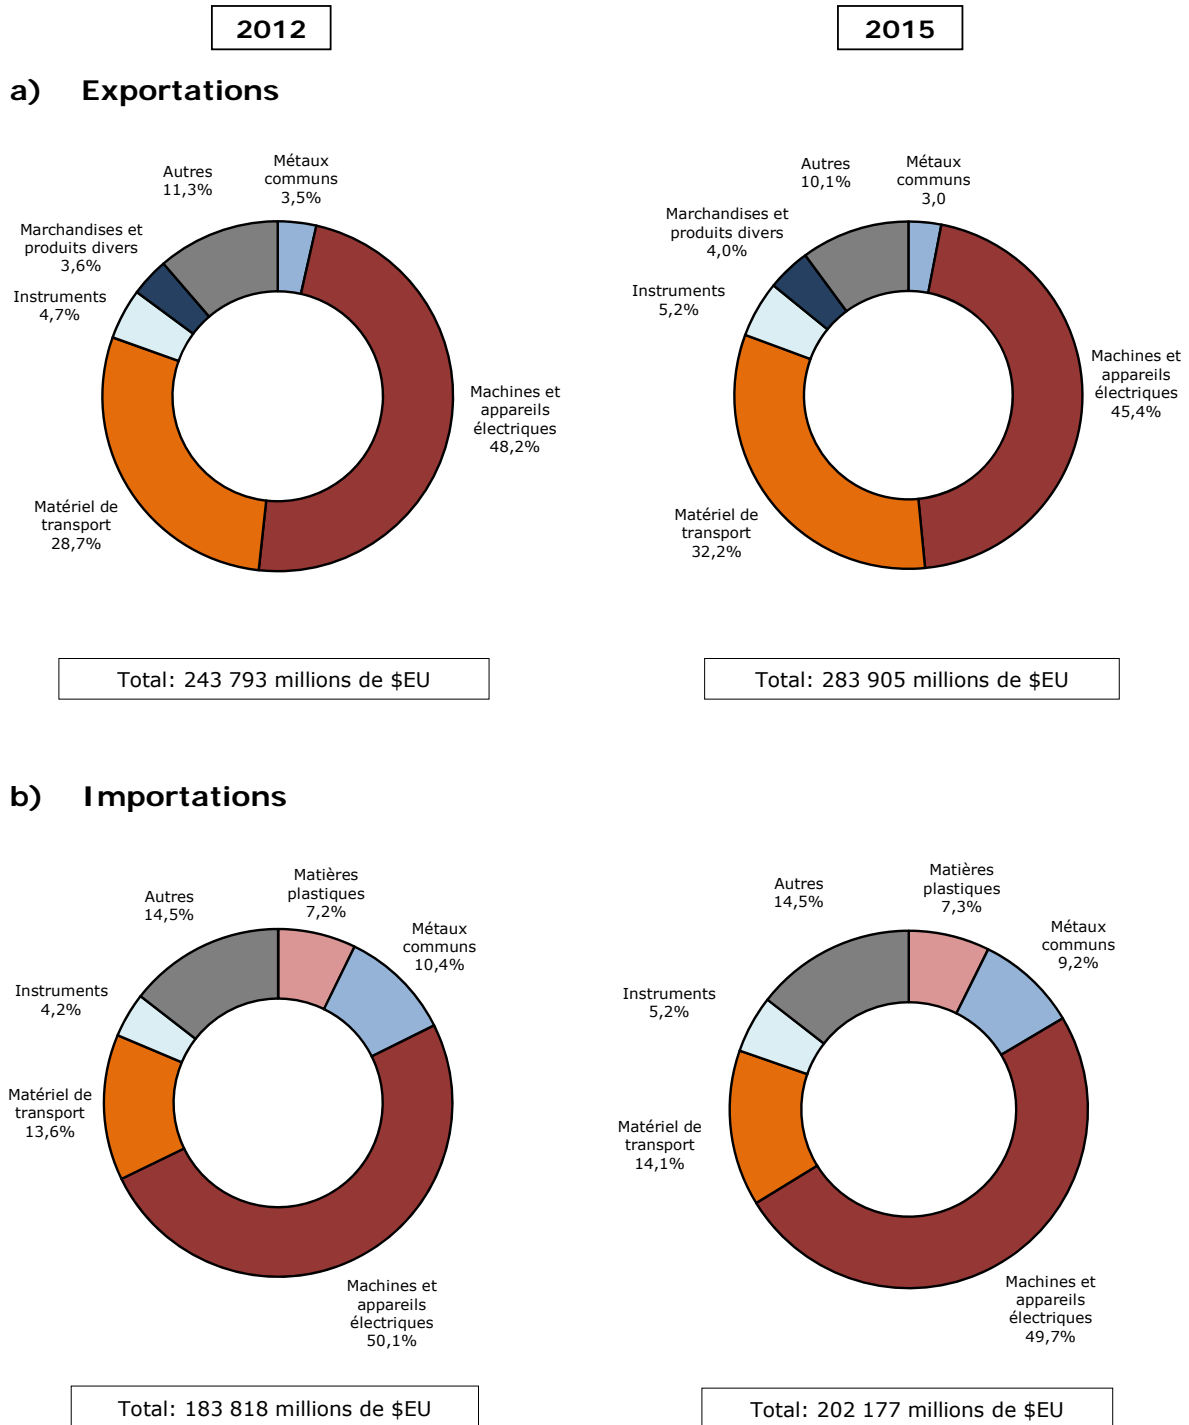 2012
2015
a) Exportations
Autres
11,3%
Métaux
communs
3,5%
Marchandises et
produits divers
3,6%
Instruments
4,7%
Machines et
appareils
électriques
48,2%
Matériel de
transport
28,7%
Autres
10,1%
Métaux
communs
3,0
Marchandises et
produits divers
4,0%
Instruments
5,2%
Machines et
appareils
électriques
45,4%
Matériel de
transport
32,2%
Total: 243 793 millions de $EU
Total: 283 905 millions de $EU
b) Importations
Autres
14,5%
Matières
plastiques
7,2%
Métaux
communs
10,4%
Instruments
4,2%
Matériel de
transport
13,6%
Machines et
appareils
électriques
50,1%
Autres
14,5%
Matières
plastiques
7,3%
Métaux
communs
9,2%
Instruments
5,2%
Matériel de
transport
14,1%
Machines et
appareils
électriques
49,7%
Total: 183 818 millions de $EU
Total: 202 177 millions de $EU